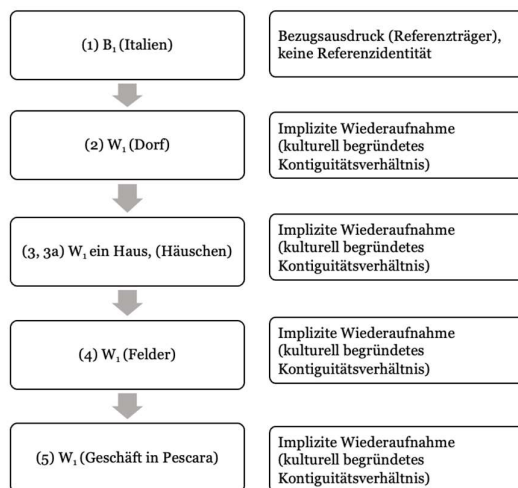 (1) B₁ (Italien)
Bezugsausdruck (Referenzträger),
keine Referenzidentität
(2) W₁ (Dorf)
Implizite Wiederaufnahme
(kulturell begründetes
Kontiguitätsverhältnis)
(3, 3a) W₁ ein Haus, (Häuschen)
Implizite Wiederaufnahme
(kulturell begründetes
Kontiguitätsverhältnis)
(4) W₁ (Felder)
Implizite Wiederaufnahme
(kulturell begründetes
Kontiguitätsverhältnis)
(5) W₁ (Geschäft in Pescara)
Implizite Wiederaufnahme
(kulturell begründetes
Kontiguitätsverhältnis)